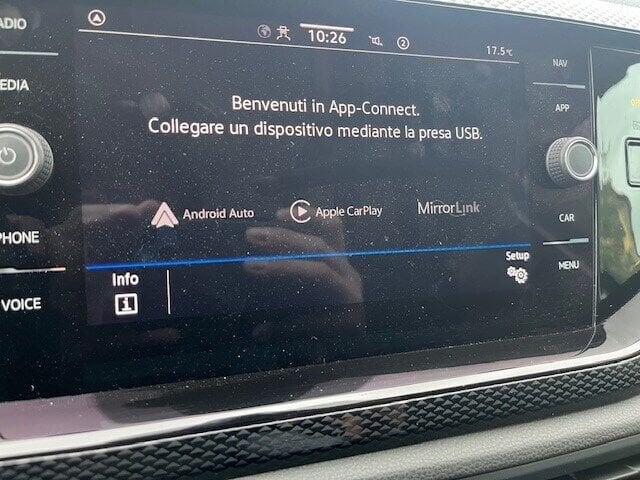 10:26
2
17.5°C
ADIO
EDIA
PHONE
VOICE
Benvenuti in App-Connect.
Collegare un dispositivo mediante la presa USB.
Android Auto
Apple CarPlay
MirrorLink
Info
Setup
NAV
APP
CAR
MENU